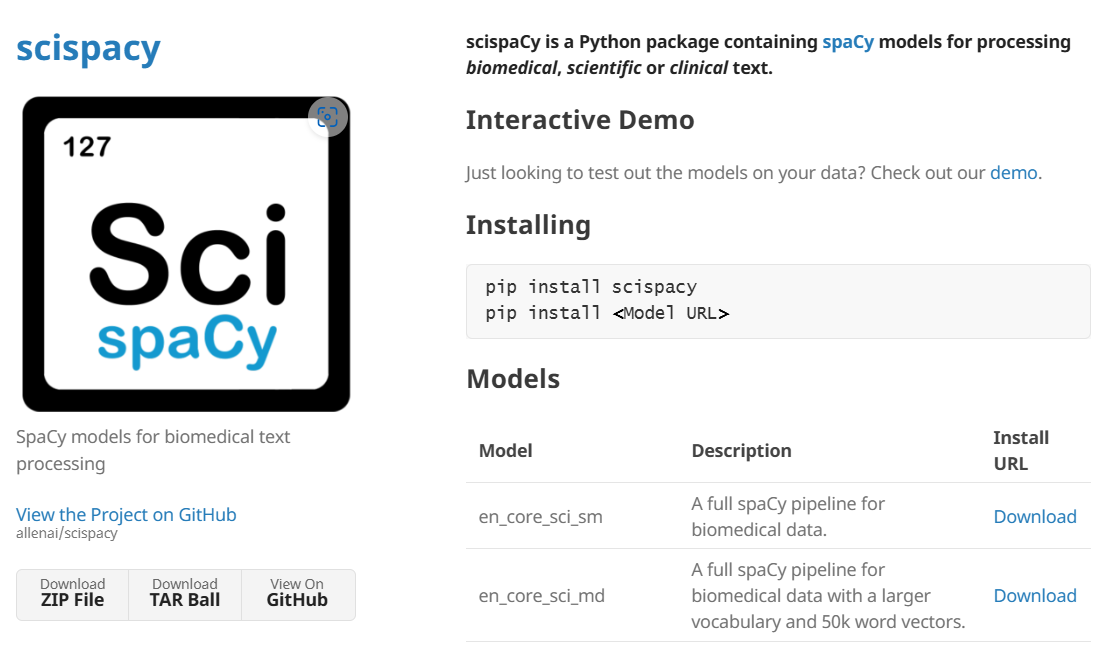 scispacy
127
Sci
spaCy
SpaCy models for biomedical text
processing
View the Project on GitHub
allenai/scispacy
Download
ZIP File
Download
TAR Ball
View On
GitHub
scispaCy is a Python package containing spaCy models for processing
biomedical, scientific or clinical text.
Interactive Demo
Just looking to test out the models on your data? Check out our demo.
Installing
pip install scispacy
pip install <Model URL>
Models
Model Description Install
URL
en_core_sci_sm A full spaCy pipeline for
biomedical data. Download
en_core_sci_md A full spaCy pipeline for
biomedical data with a larger Download
vocabulary and 50k word vectors.